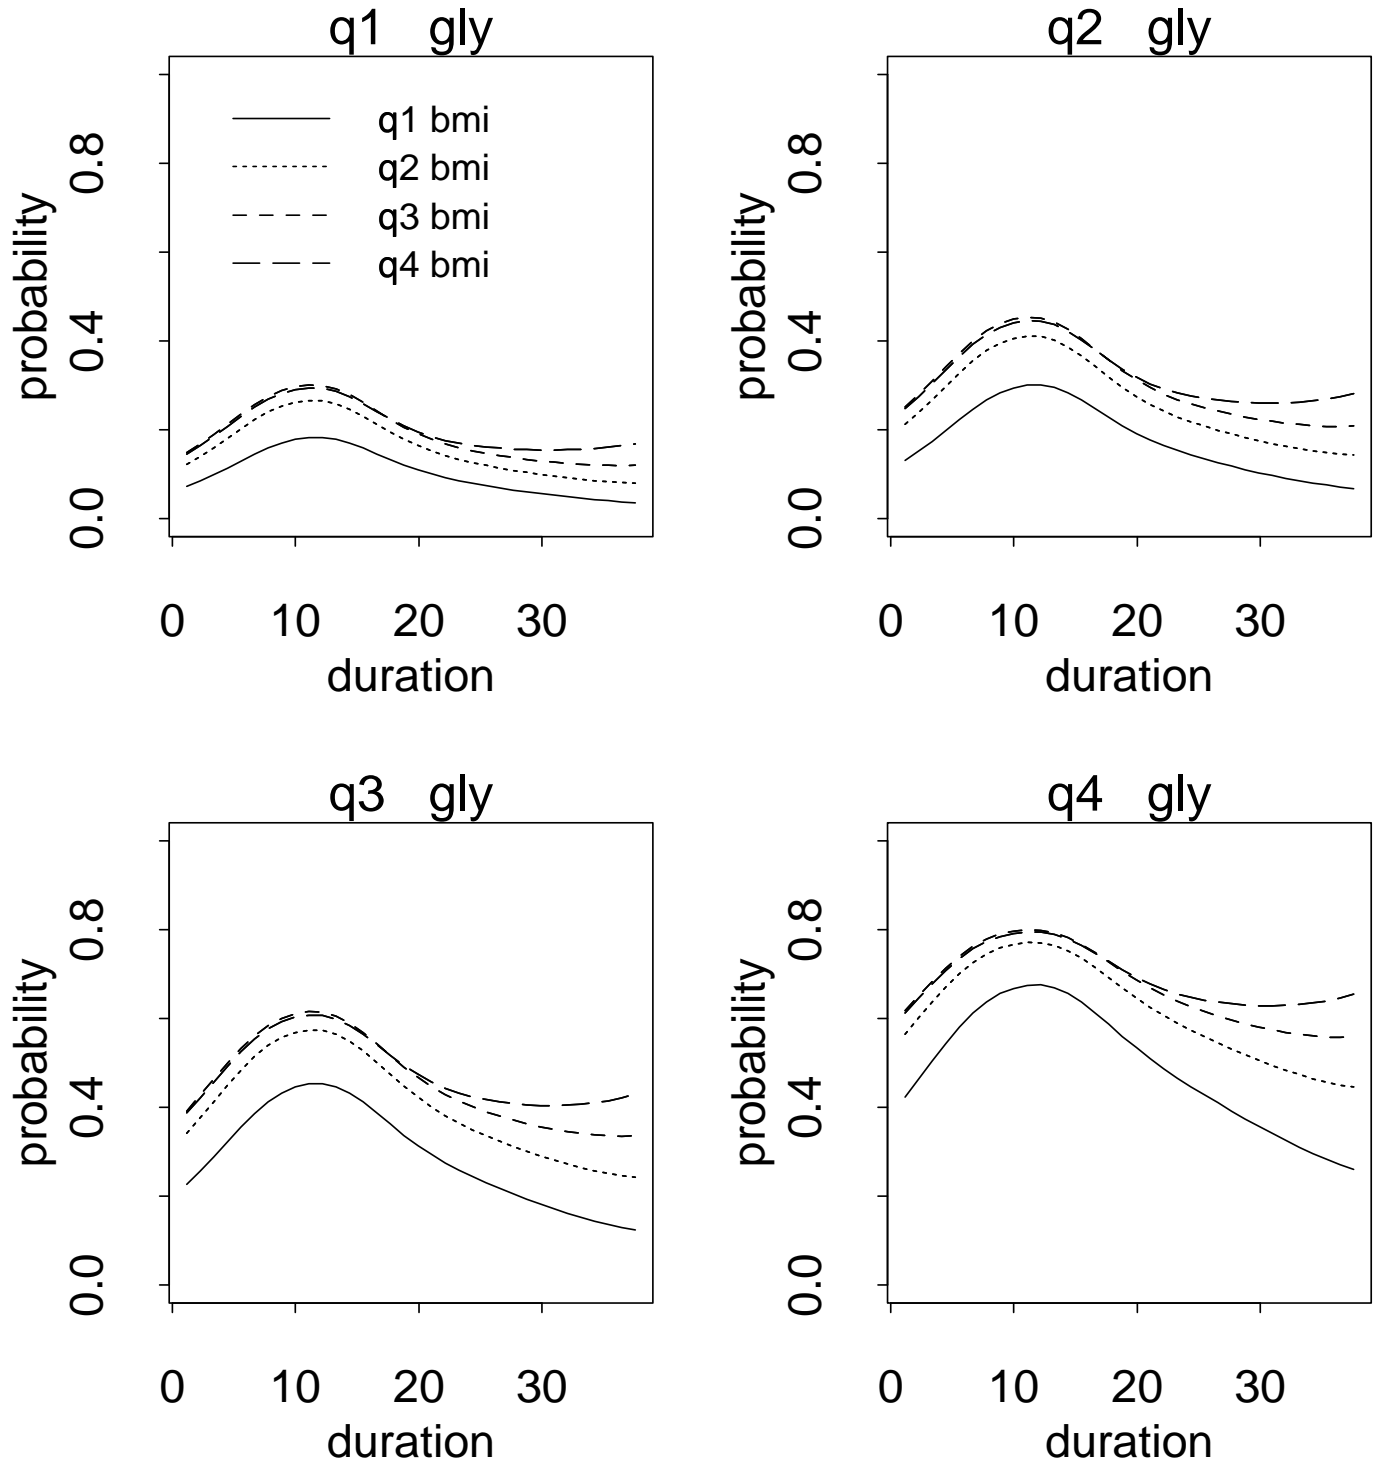 q1 gly
probability
0.0 0.4 0.8
q1 bmi
q2 bmi
q3 bmi
q4 bmi
0 10 20 30
duration
q2 gly
probability
0.0 0.4 0.8
0 10 20 30
duration
q3 gly
probability
0.0 0.4 0.8
0 10 20 30
duration
q4 gly
probability
0.0 0.4 0.8
0 10 20 30
duration